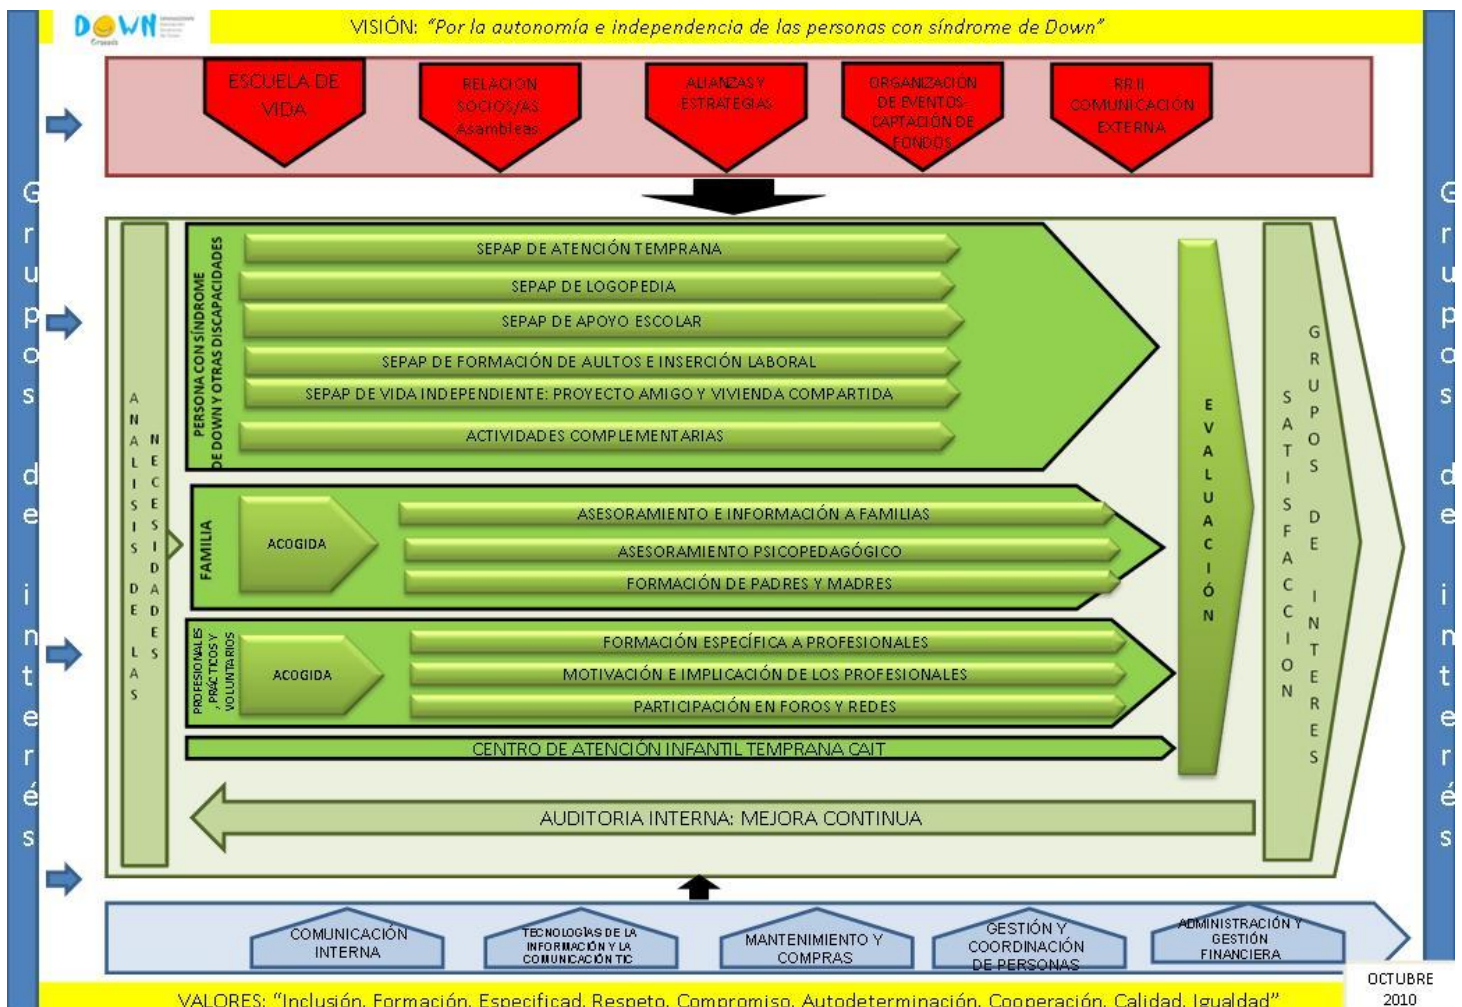 DOWN
Granada
VISIÓN: "Por la autonomía e independencia de las personas con síndrome de Down"
ESCUELA DE
VIDA
RELACION
SOCIOS/AS
Asambleas
ALIANZAS Y
ESTRATEGIAS
ORGANIZACIÓN
DE EVENTOS
CAPTACIÓN DE
FONDOS
RR.II
COMUNICACIÓN
EXTERNA
Grupos de interés
ANALISIS DE LAS
NECESIDADES
PERSONA CON SÍNDROME
DE DOWN Y OTRAS DISCAPACIDADES
SEPAP DE ATENCIÓN TEMPRANA
SEPAP DE LOGOPEDIA
SEPAP DE APOYO ESCOLAR
SEPAP DE FORMACIÓN DE AULTOS E INSERCIÓN LABORAL
SEPAP DE VIDA INDEPENDIENTE: PROYECTO AMIGO Y VIVIENDA COMPARTIDA
ACTIVIDADES COMPLEMENTARIAS
FAMILIA
ACOGIDA
ASESORAMIENTO E INFORMACIÓN A FAMILIAS
ASESORAMIENTO PSICOPEDAGÓGICO
FORMACIÓN DE PADRES Y MADRES
PROFESIONALES
, PRÁCTICOS Y
VOLUNTARIOS
ACOGIDA
FORMACIÓN ESPECÍFICA A PROFESIONALES
MOTIVACIÓN E IMPLICACIÓN DE LOS PROFESIONALES
PARTICIPACIÓN EN FOROS Y REDES
CENTRO DE ATENCIÓN INFANTIL TEMPRANA CAIT
EVALUACIÓN
SATISFACCION
GRUPOS DE INTERES
Grupos de interés
AUDITORIA INTERNA: MEJORA CONTINUA
COMUNICACIÓN
INTERNA
TECNOLOGÍAS DE LA
INFORMACIÓN Y LA
COMUNICACIÓN TIC
MANTENIMIENTO Y
COMPRAS
GESTIÓN Y
COORDINACIÓN
DE PERSONAS
ADMINISTRACIÓN Y
GESTIÓN
FINANCIERA
OCTUBRE
2010
VALORES: "Inclusión, Formación, Especificad, Respeto, Compromiso, Autodeterminación, Cooperación, Calidad, Igualdad"